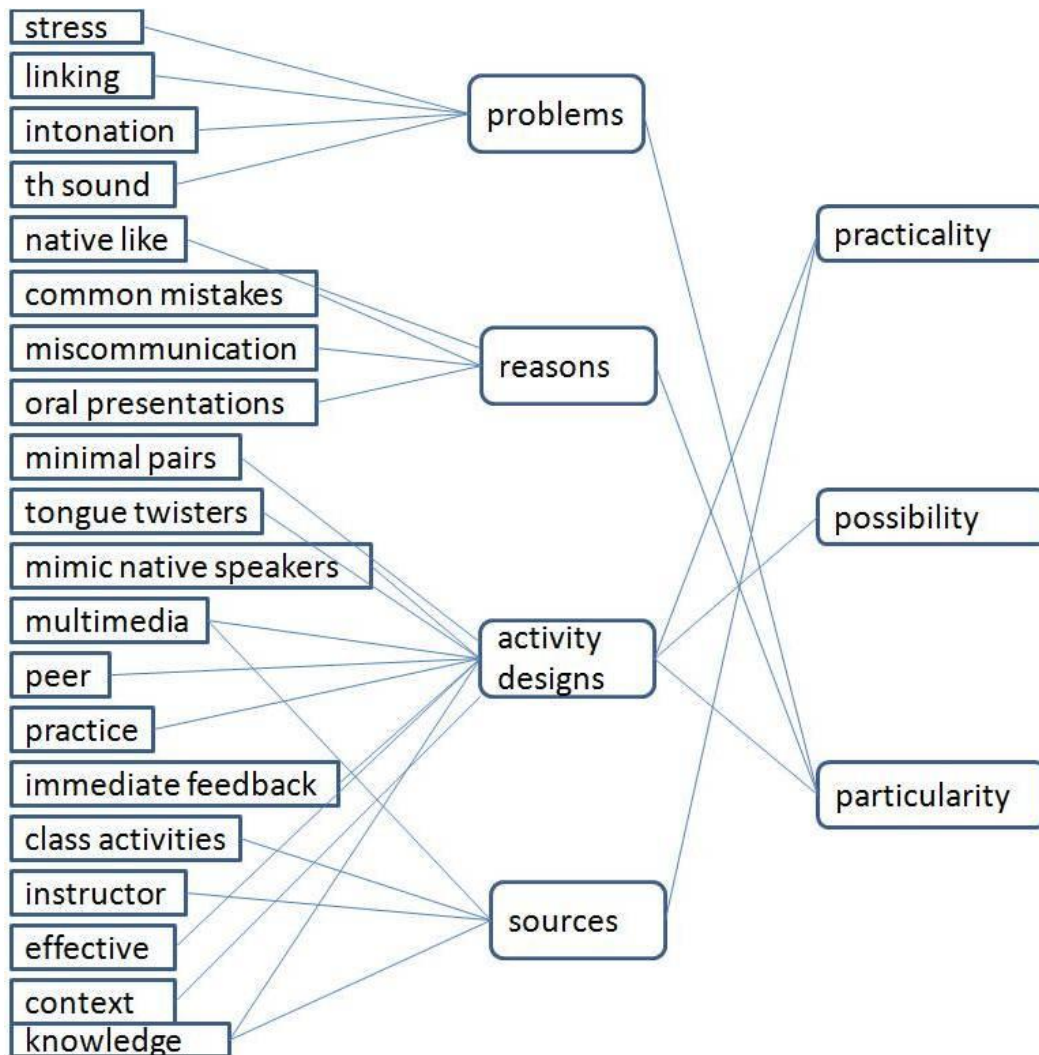 stress
linking
intonation
th sound
native like
common mistakes
miscommunication
oral presentations
minimal pairs
tongue twisters
mimic native speakers
multimedia
peer
practice
immediate feedback
class activities
instructor
effective
context
knowledge
problems
reasons
activity
designs
sources
practicality
possibility
particularity